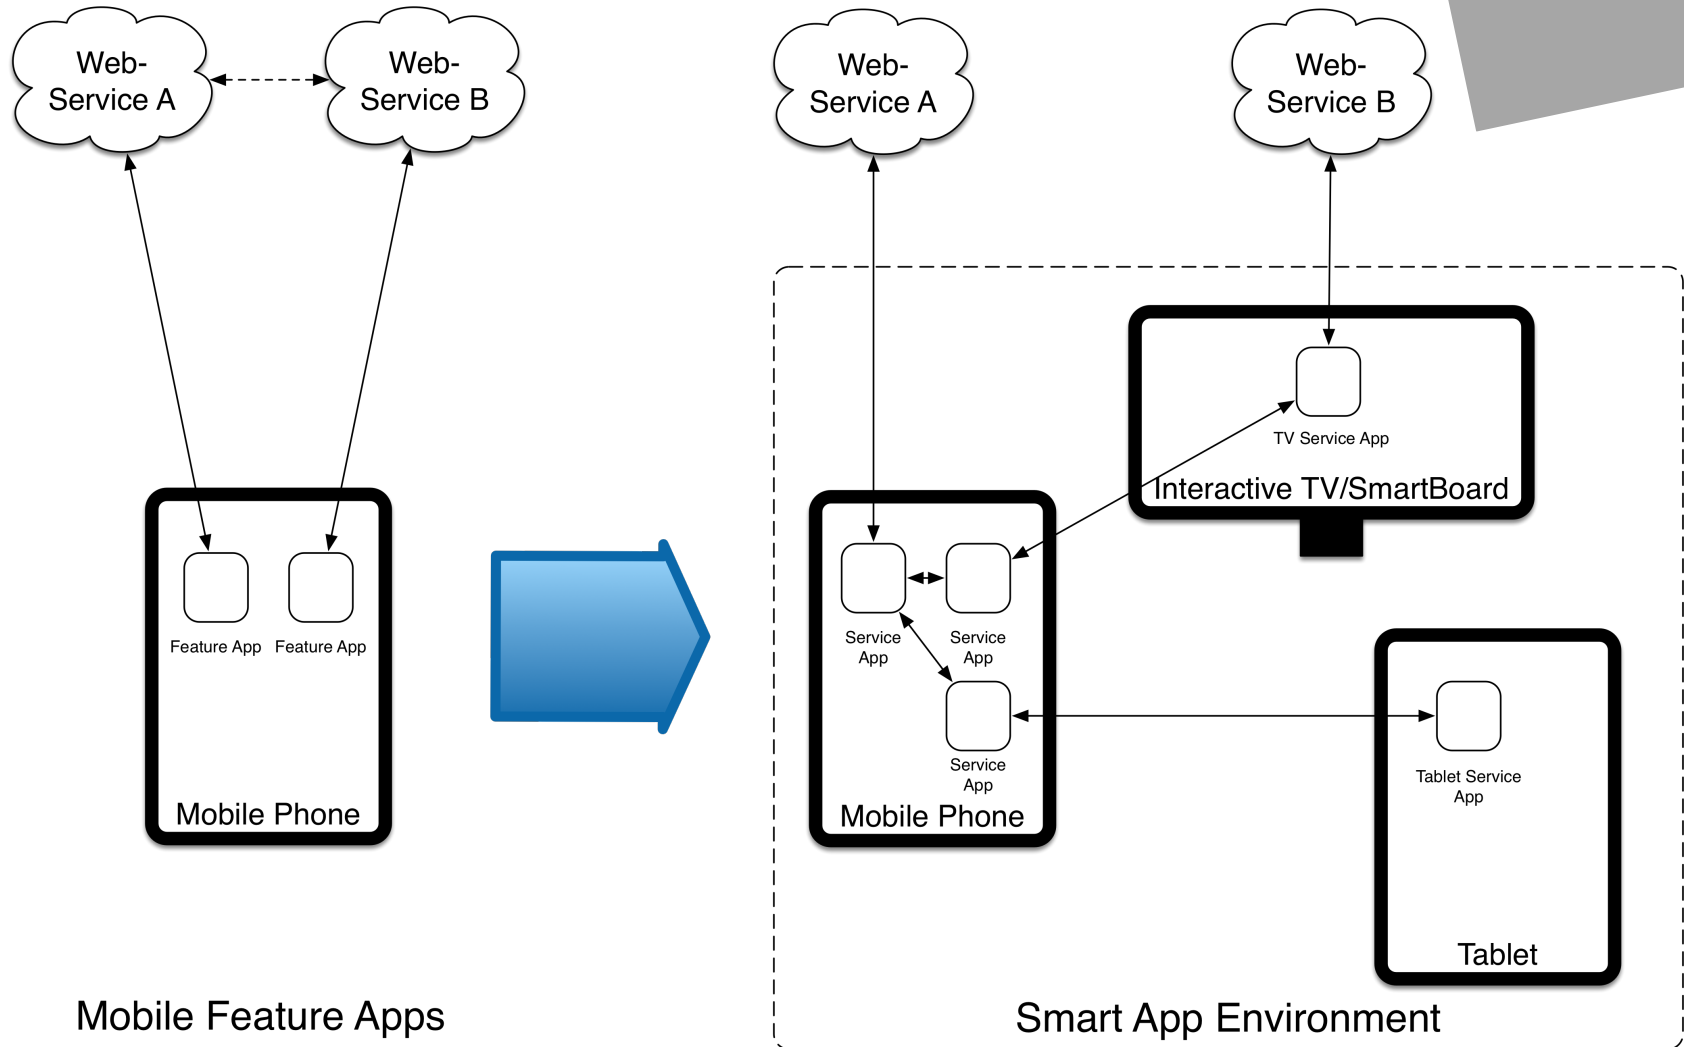 Web-
Service A
Web-
Service B
Feature App
Feature App
Mobile Phone
Mobile Feature Apps
Web-
Service A
Web-
Service B
TV Service App
Interactive TV/SmartBoard
Service
App
Service
App
Service
App
Mobile Phone
Tablet Service
App
Tablet
Smart App Environment